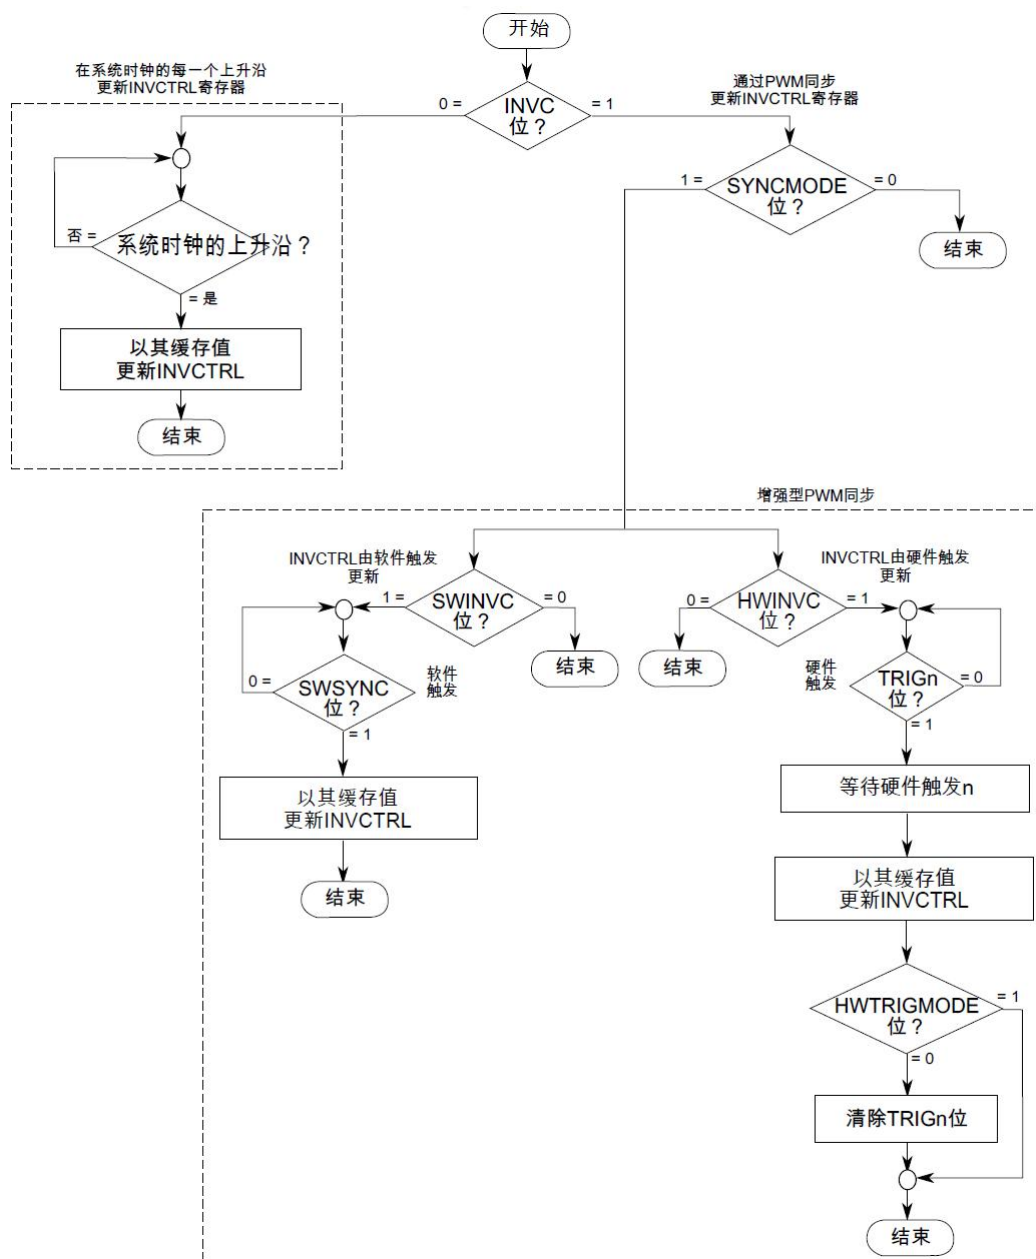 开始
在系统时钟的每一个上升沿
更新INVCTRL寄存器
0 =
INVC
位？
= 1
通过PWM同步
更新INVCTRL寄存器
1 =
SYNCMODE
位？
= 0
结束
否 =
系统时钟的上升沿？
= 是
以其缓存值
更新INVCTRL
结束
增强型PWM同步
INVCTRL由软件触发
更新
1 =
SWINVC
位？
= 0
结束
INVCTRL由硬件触发
更新
0 =
HWINVC
位？
= 1
结束
0 =
SWSYNC
位？
软件
触发
= 1
硬件
触发
TRIGn
位？
= 0
= 1
以其缓存值
更新INVCTRL
结束
等待硬件触发n
以其缓存值
更新INVCTRL
HWTRIGMODE
位？
= 1
= 0
清除TRIGn位
结束